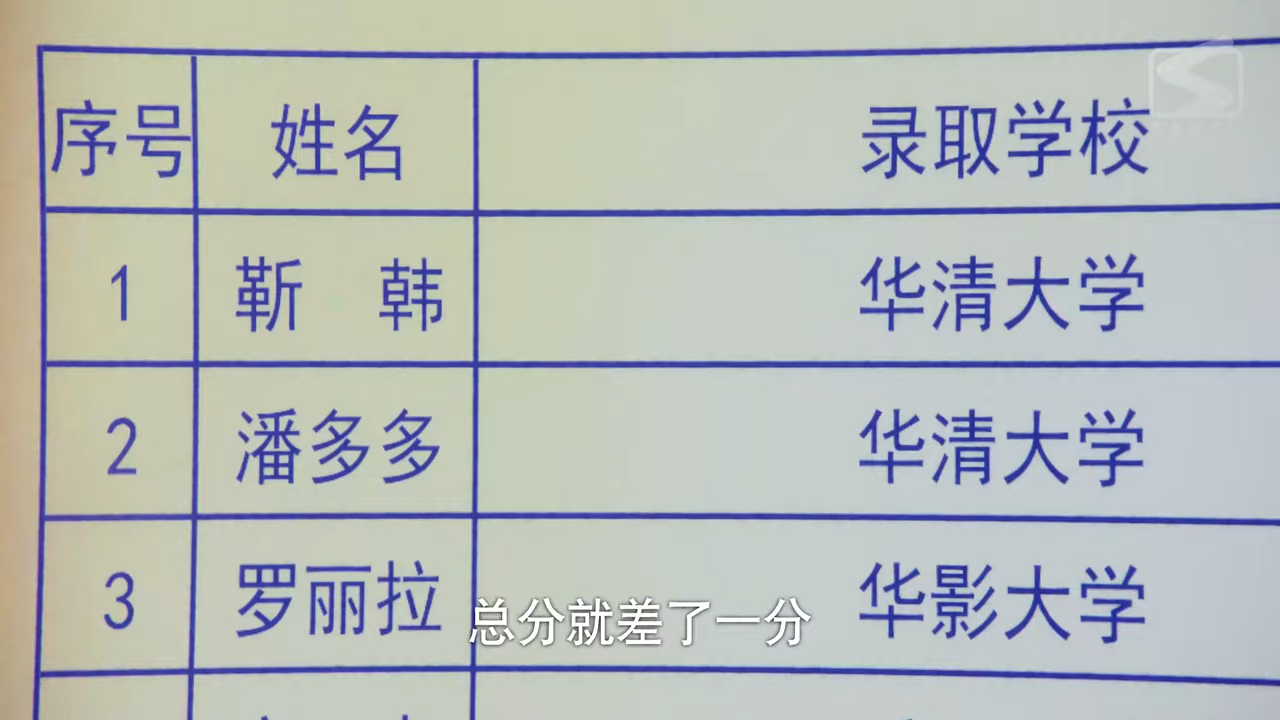 序号 姓名 录取学校
1 靳 韩 华清大学
2 潘多多 华清大学
3 罗丽拉 华影大学
总分就差了一分